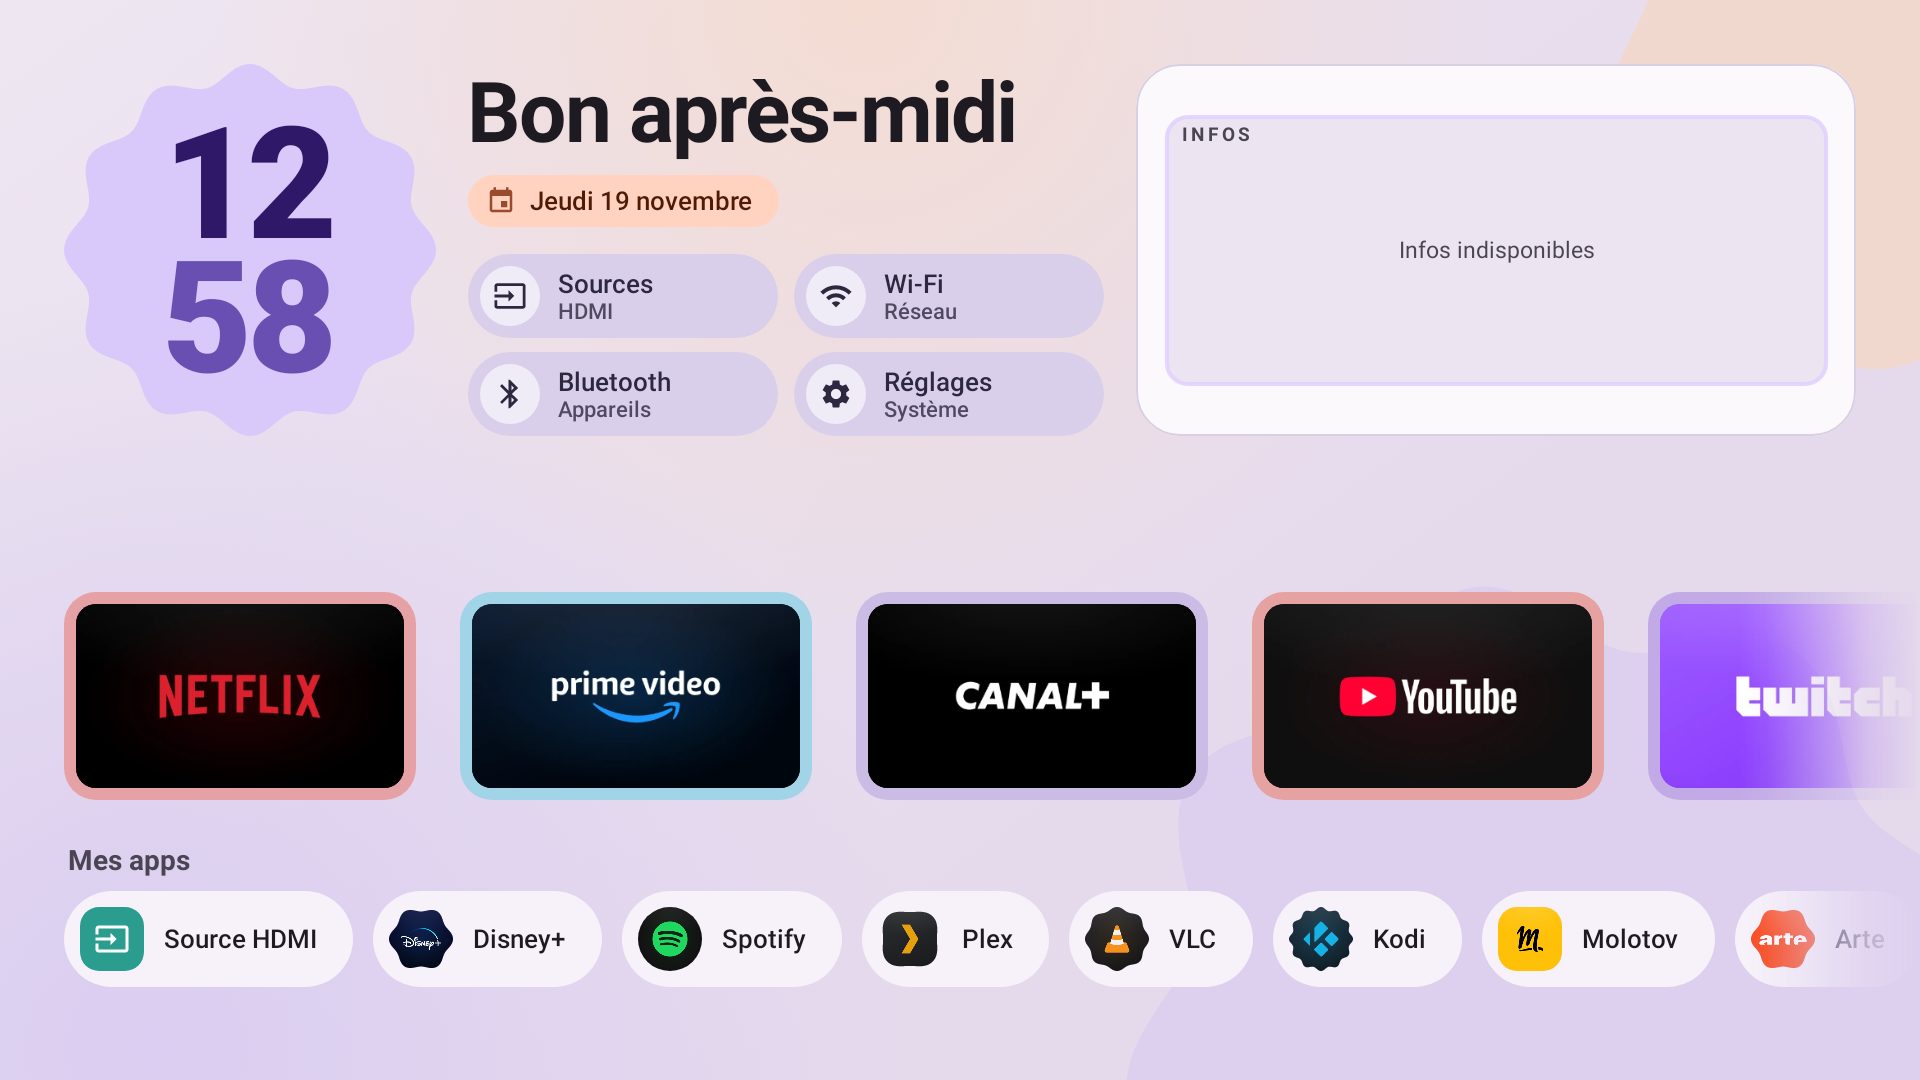 12
58
Bon après-midi
Jeudi 19 novembre
Sources
HDMI
Wi-Fi
Réseau
Bluetooth
Appareils
Réglages
Système
INFOS
Infos indisponibles
NETFLIX
prime video
CANAL+
YouTube
twitch
Mes apps
Source HDMI
Disney+
Disney+
Spotify
Plex
VLC
Kodi
M.
Molotov
arte
Arte